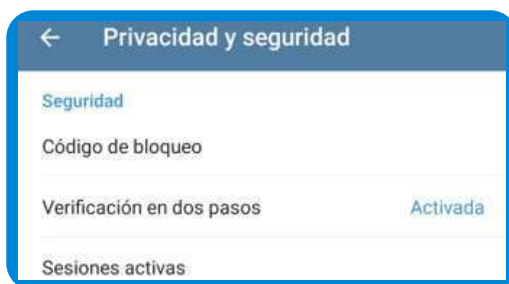 Privacidad y seguridad
Seguridad
Código de bloqueo
Verificación en dos pasos Activada
Sesiones activas